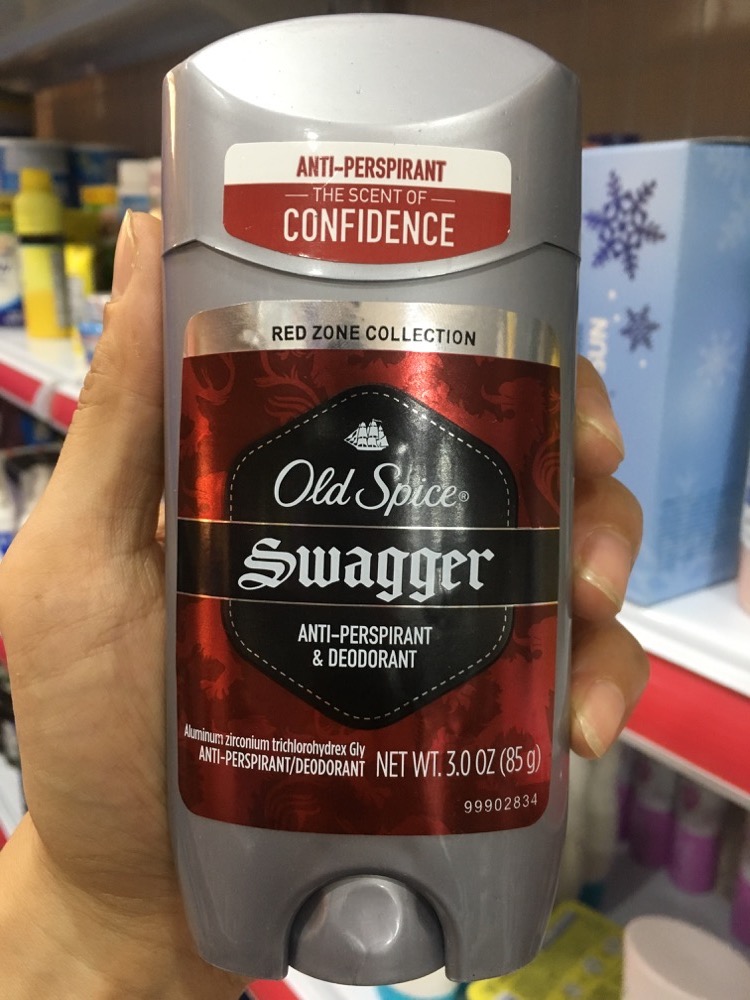 ANTI-PERSPIRANT
THE SCENT OF
CONFIDENCE
RED ZONE COLLECTION
Old Spice®
Swagger
ANTI-PERSPIRANT
& DEODORANT
Aluminum zirconium trichlorohydrex Gly
ANTI-PERSPIRANT/DEODORANT NET WT. 3.0 OZ (85 g)
99902834